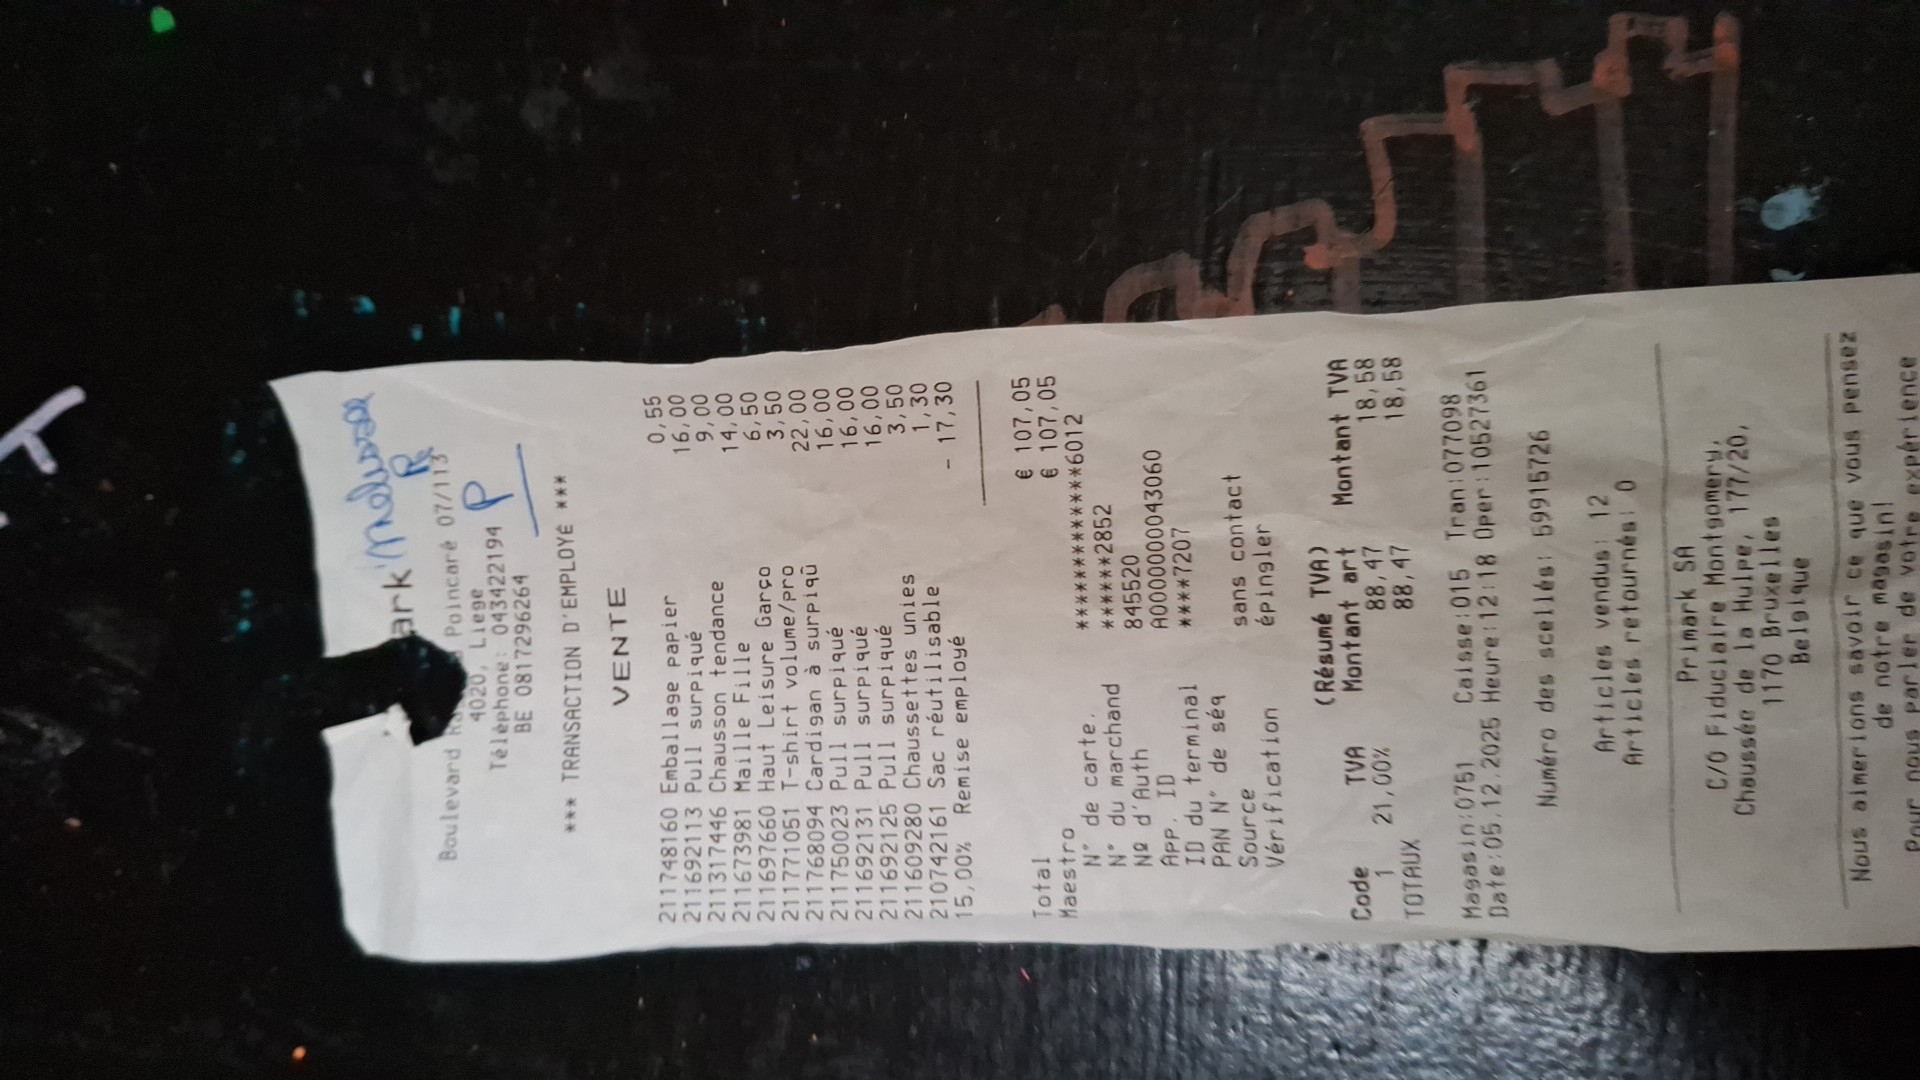 ark
Boulevard Poincaré 07/113
R
4020, Liege
P
Téléphone: 043422194
BE 0817296264
*** TRANSACTION D'EMPLOYÉ ***
VENTE
211748160 Emballage papier 0,55
211692113 Pull surpiqué 16,00
211317446 Chausson tendance 9,00
211673981 Maille Fille 14,00
211697660 Haut Leisure Garço 6,50
211771051 T-shirt volume/pro 3,50
211768094 Cardigan à surpiqû 22,00
211750023 Pull surpiqué 16,00
211692131 Pull surpiqué 16,00
211692125 Pull surpiqué 16,00
211609280 Chaussettes unies 3,50
210742161 Sac réutilisable 1,30
15,00% Remise employé - 17,30
Total € 107,05
Maestro € 107,05
N° de carte. ***************6012
N° du marchand *****2852
Nº d'Auth 845520
App. ID A0000000043060
ID du terminal ****7207
PAN N° de séq
Source sans contact
Vérification épingler
(Résumé TVA)
Code TVA Montant art Montant TVA
1 21,00% 88,47 18,58
TOTAUX 88,47 18,58
Magasin:0751 Caisse:015 Tran:077098
Date:05.12.2025 Heure:12:18 Oper:10527361
Numéro des scellés: 59915726
Articles vendus: 12
Articles retournés: 0
Primark SA
C/O Fiduciaire Montgomery,
Chaussée de la Hulpe, 177/20,
1170 Bruxelles
Belgique
Nous aimerions savoir ce que vous pensez
de notre magasin!
Pour nous parler de votre expérience